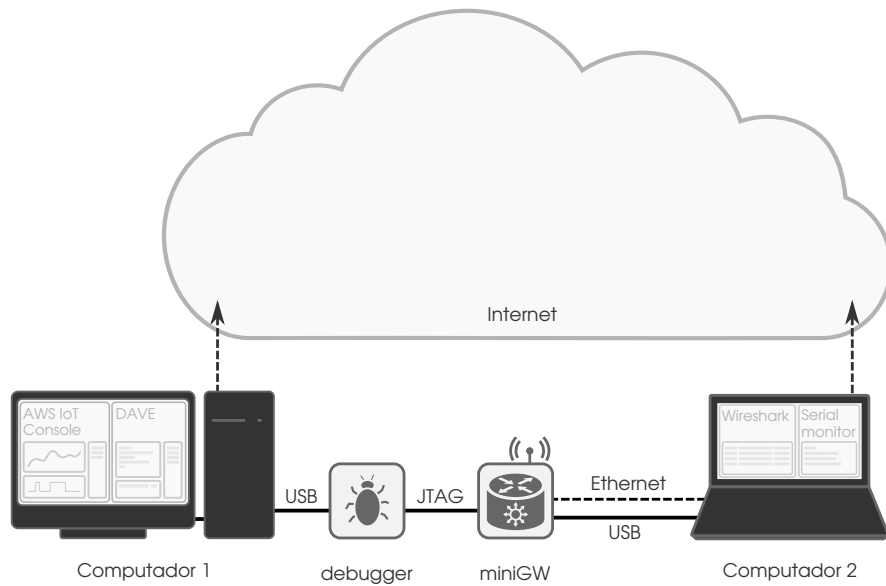 Internet
AWS IoT
Console
DAVE
Wireshark
Serial
monitor
USB
JTAG
Ethernet
USB
Computador 1
debugger
miniGW
Computador 2